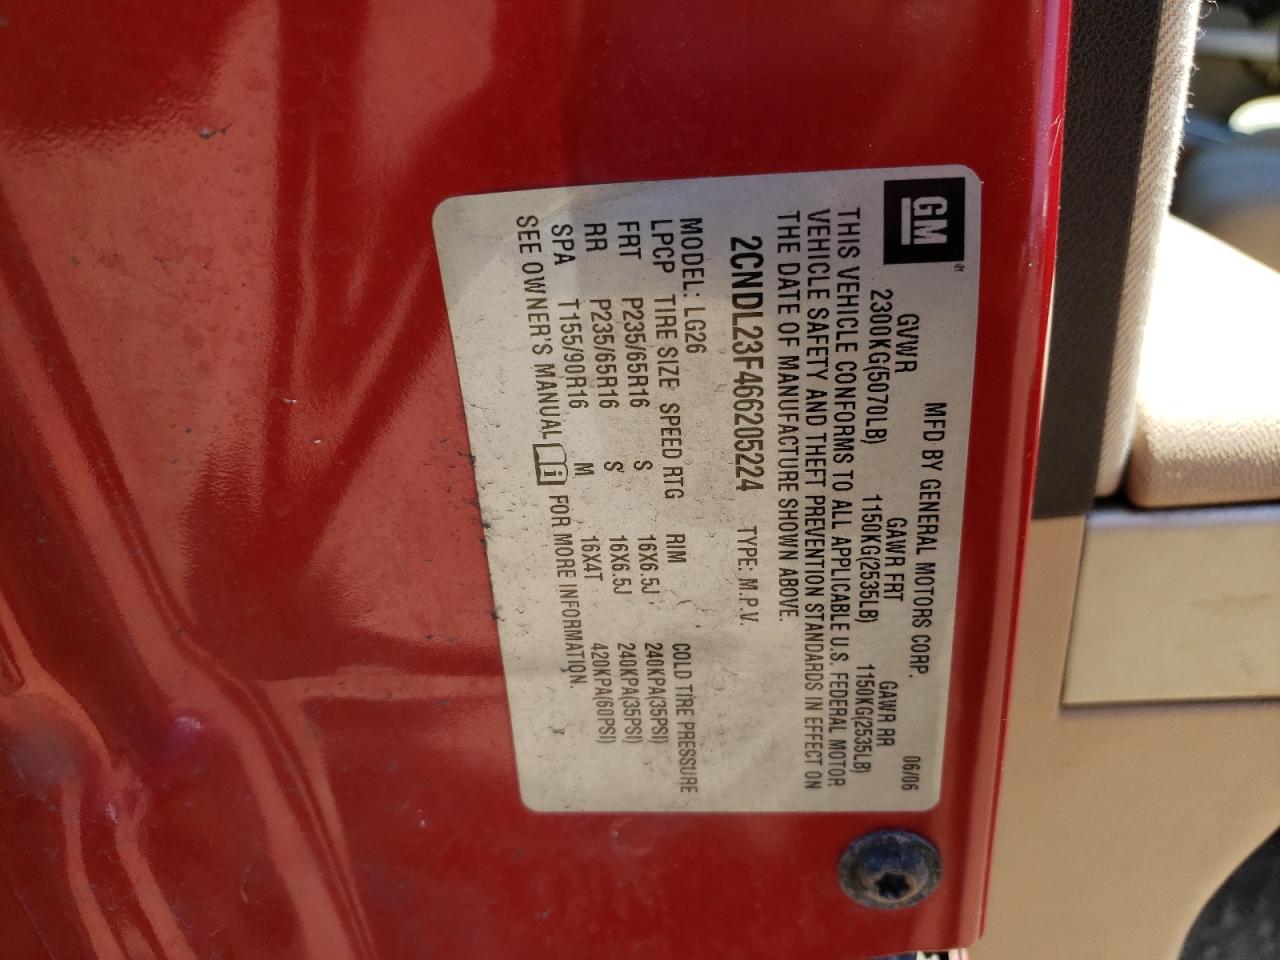 GM
MFD BY GENERAL MOTORS CORP. 06/06
GVWR GAWR FRT GAWR RR
2300KG(5070LB) 1150KG(2535LB) 1150KG(2535LB)
THIS VEHICLE CONFORMS TO ALL APPLICABLE U.S. FEDERAL MOTOR
VEHICLE SAFETY AND THEFT PREVENTION STANDARDS IN EFFECT ON
THE DATE OF MANUFACTURE SHOWN ABOVE.
2CNDL23F466205224 TYPE: M.P.V.
MODEL: LG26
LPCP TIRE SIZE SPEED RTG RIM COLD TIRE PRESSURE
FRT P235/65R16 S 16X6.5J 240KPA(35PSI)
RR P235/65R16 S 16X6.5J 240KPA(35PSI)
SPA T155/90R16 M 16X4T 420KPA(60PSI)
SEE OWNER'S MANUAL i FOR MORE INFORMATION.